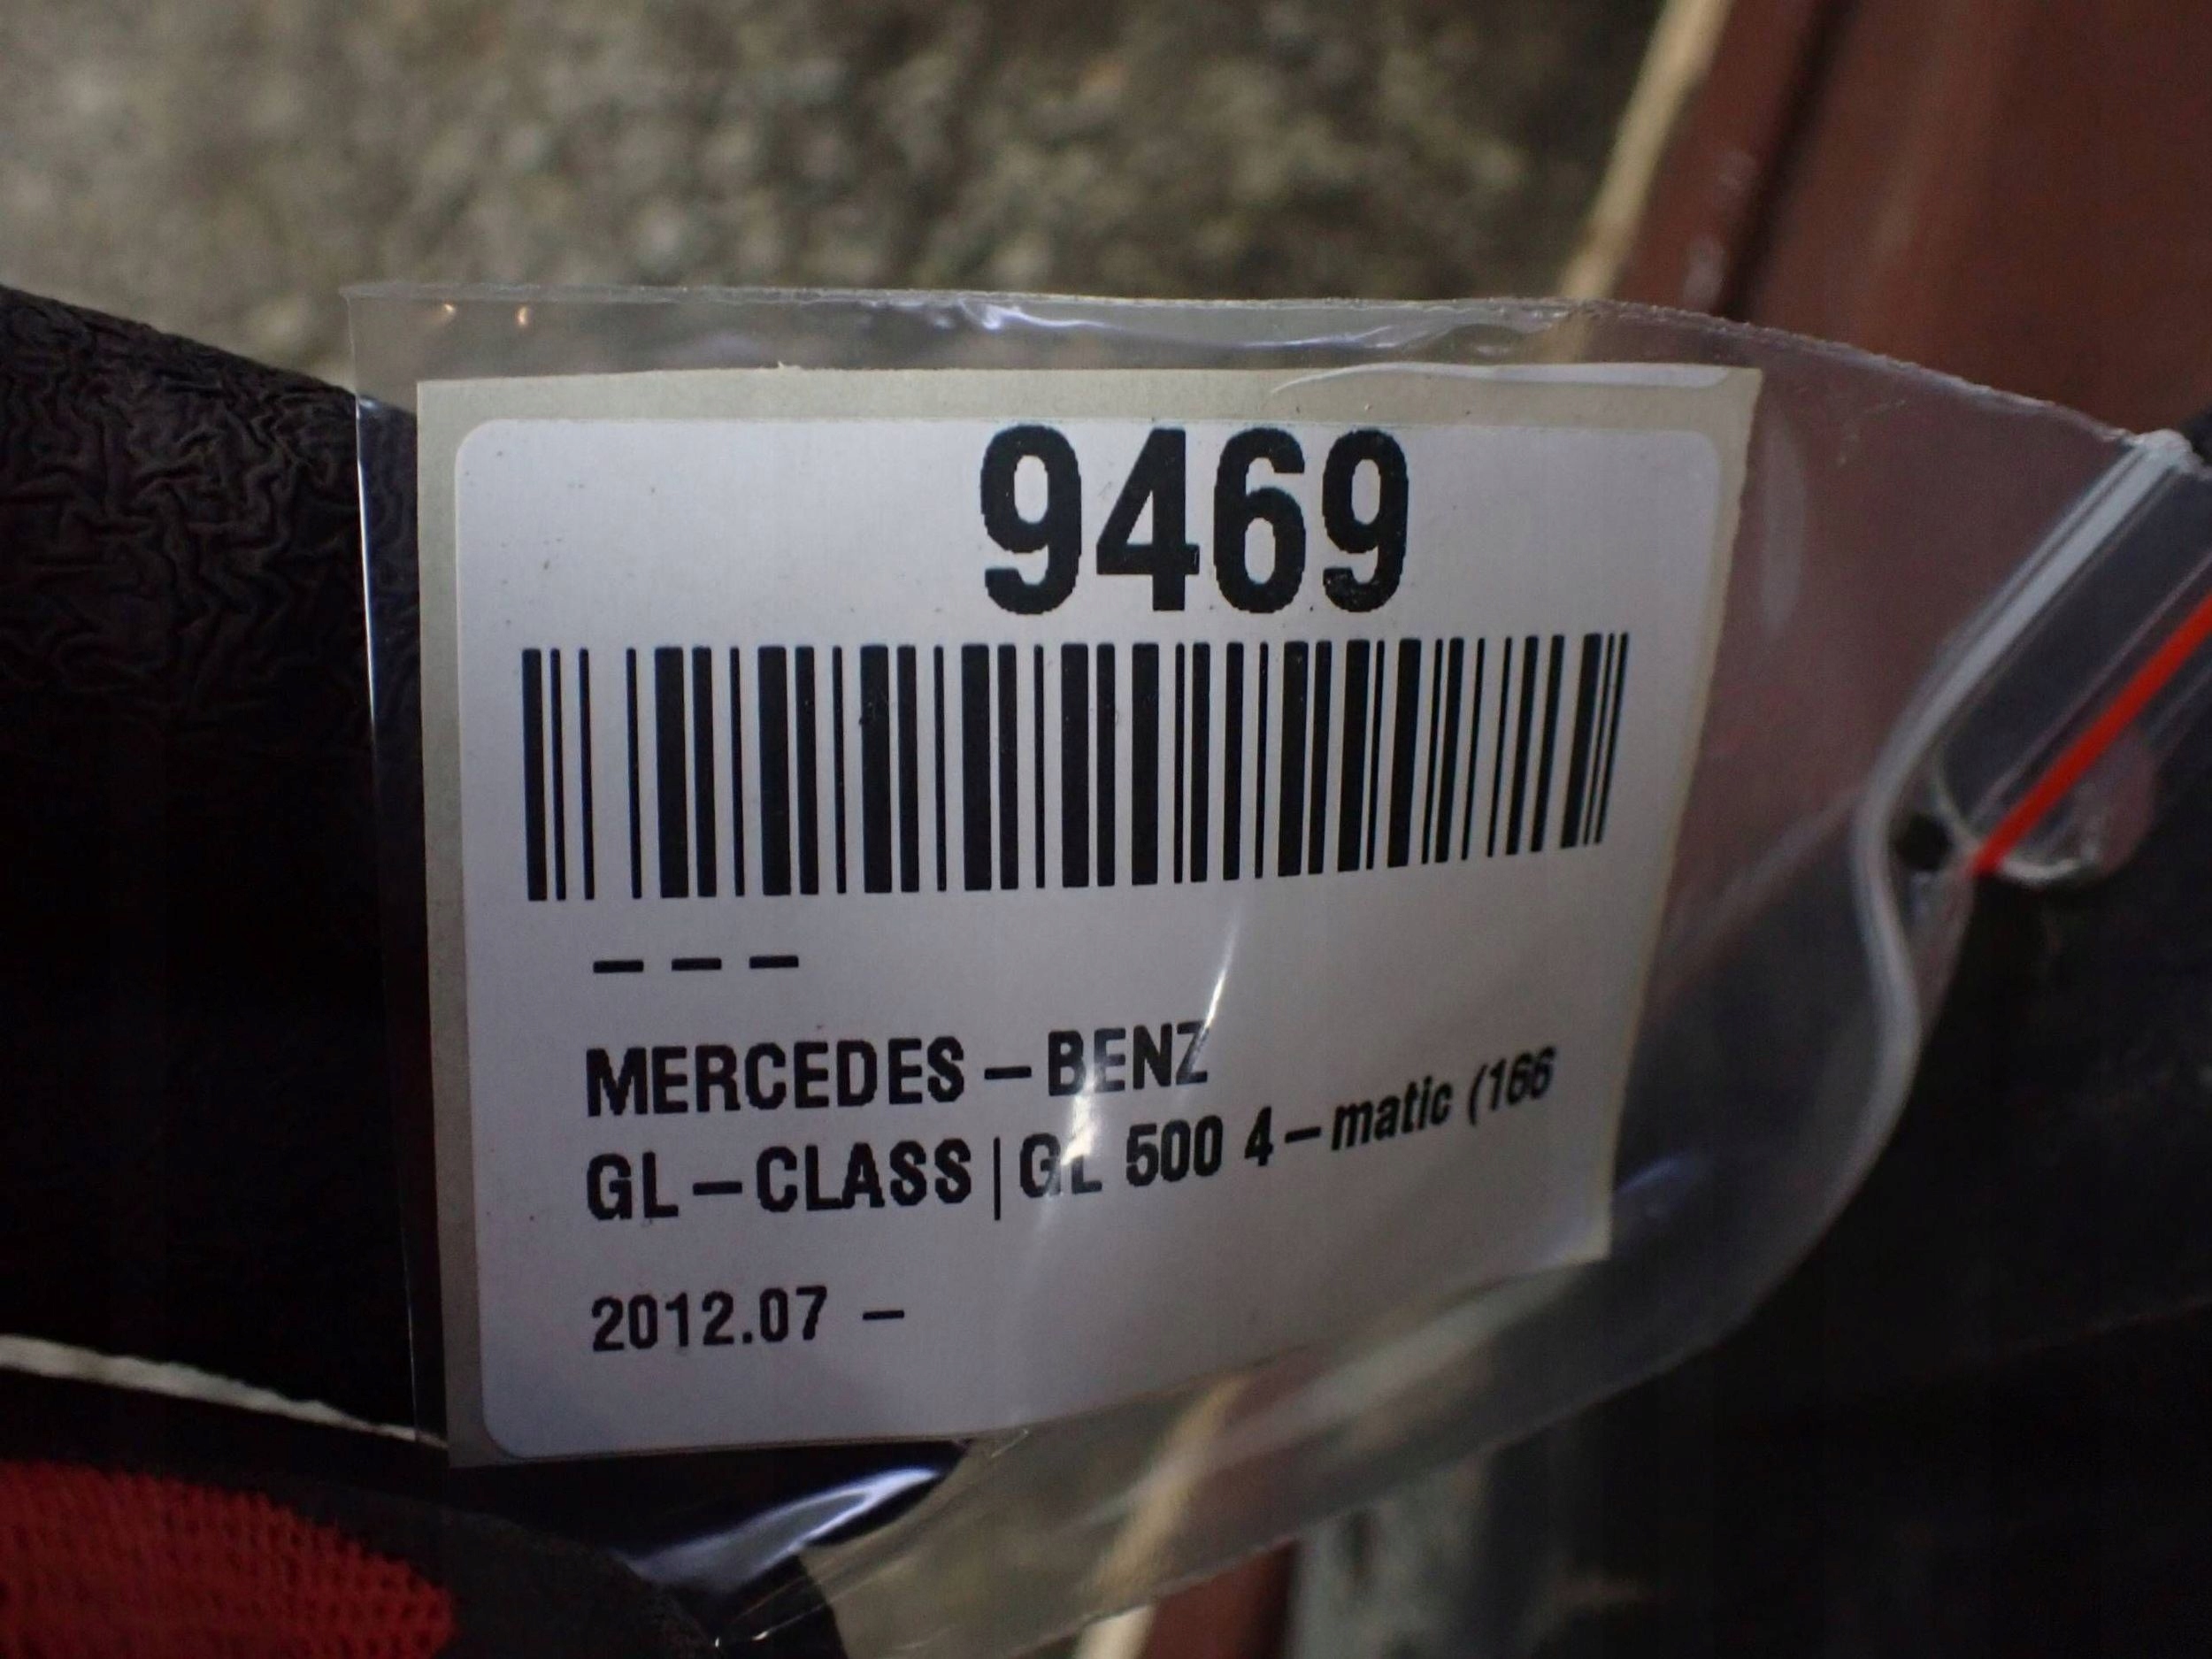 9469
– – –
MERCEDES–BENZ
GL–CLASS|GL 500 4–matic (166
2012.07 –